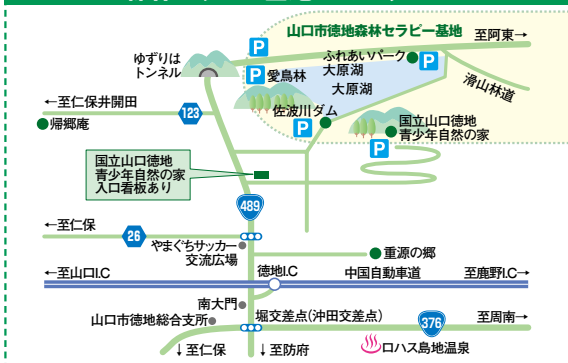 山口市徳地森林セラピー基地
至阿東→
P
ゆずりは
トンネル
P
愛鳥林
ふれあいパーク
P
大原湖
大原湖
滑山林道
←至仁保井開田
123
帰郷庵
佐波川ダム
P
国立山口徳地
青少年自然の家
P
国立山口徳地
青少年自然の家
入口看板あり
489
←至仁保
26
やまぐちサッカー
交流広場
重源の郷
←至山口I.C
徳地I.C
中国自動車道
至鹿野I.C→
南大門
山口市徳地総合支所
堀交差点(沖田交差点)
376
至周南→
↓至仁保
↓至防府
ロハス島地温泉